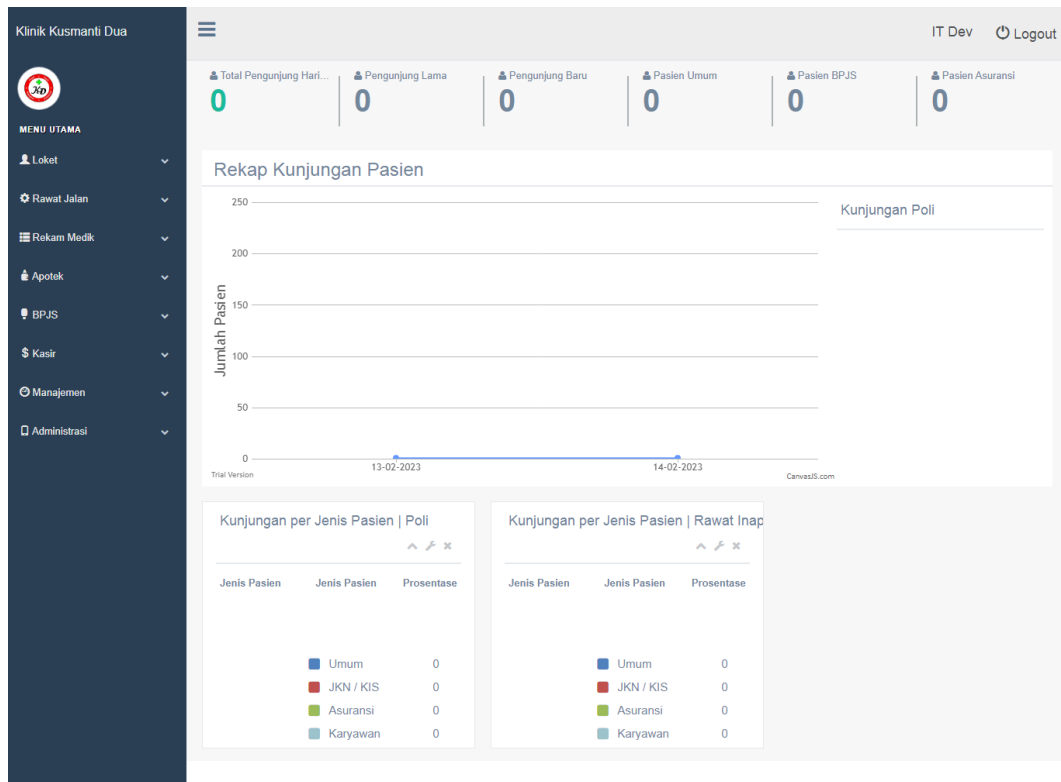 Klinik Kusmanti Dua
IT Dev Logout
KD
MENU UTAMA
Loket
Rawat Jalan
Rekam Medik
Apotek
BPJS
$ Kasir
Manajemen
Administrasi
Total Pengunjung Hari...
0
Pengunjung Lama
0
Pengunjung Baru
0
Pasien Umum
0
Pasien BPJS
0
Pasien Asuransi
0
Rekap Kunjungan Pasien
Jumlah Pasien
250
200
150
100
50
0
13-02-2023 14-02-2023
Trial Version CanvasJS.com
Kunjungan Poli
Kunjungan per Jenis Pasien | Poli
Jenis Pasien Jenis Pasien Prosentase
Umum 0
JKN / KIS 0
Asuransi 0
Karyawan 0
Kunjungan per Jenis Pasien | Rawat Inap
Jenis Pasien Jenis Pasien Prosentase
Umum 0
JKN / KIS 0
Asuransi 0
Karyawan 0